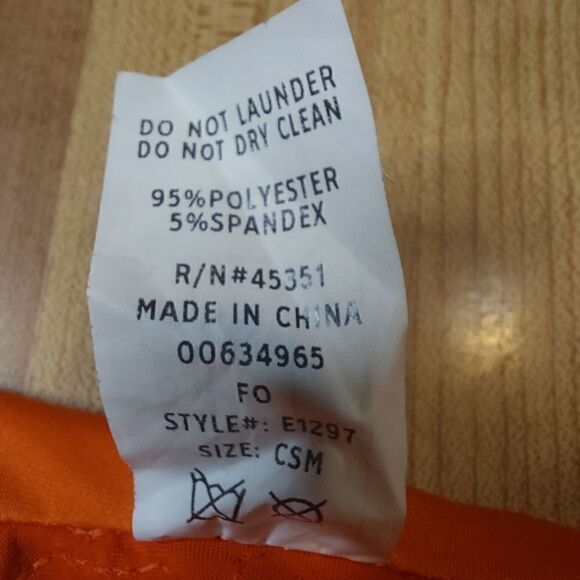 DO NOT LAUNDER
DO NOT DRY CLEAN
95%POLYESTER
5%SPANDEX
R/N#45351
MADE IN CHINA
00634965
FO
STYLE#: E1297
SIZE: CSM